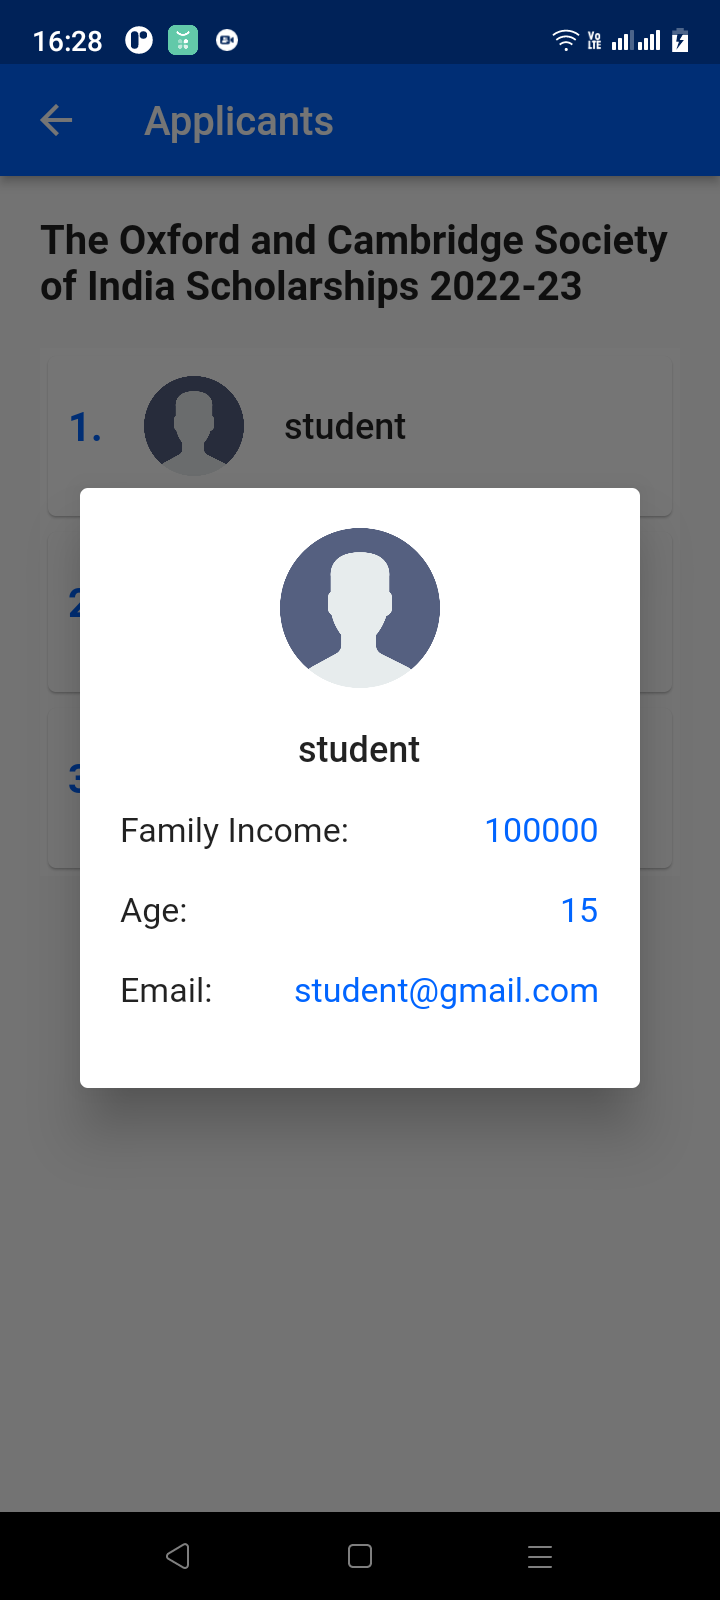 16:28
Vo
LTE
Applicants
The Oxford and Cambridge Society
of India Scholarships 2022-23
1.
student
2
3
student
Family Income: 100000
Age: 15
Email: student@gmail.com